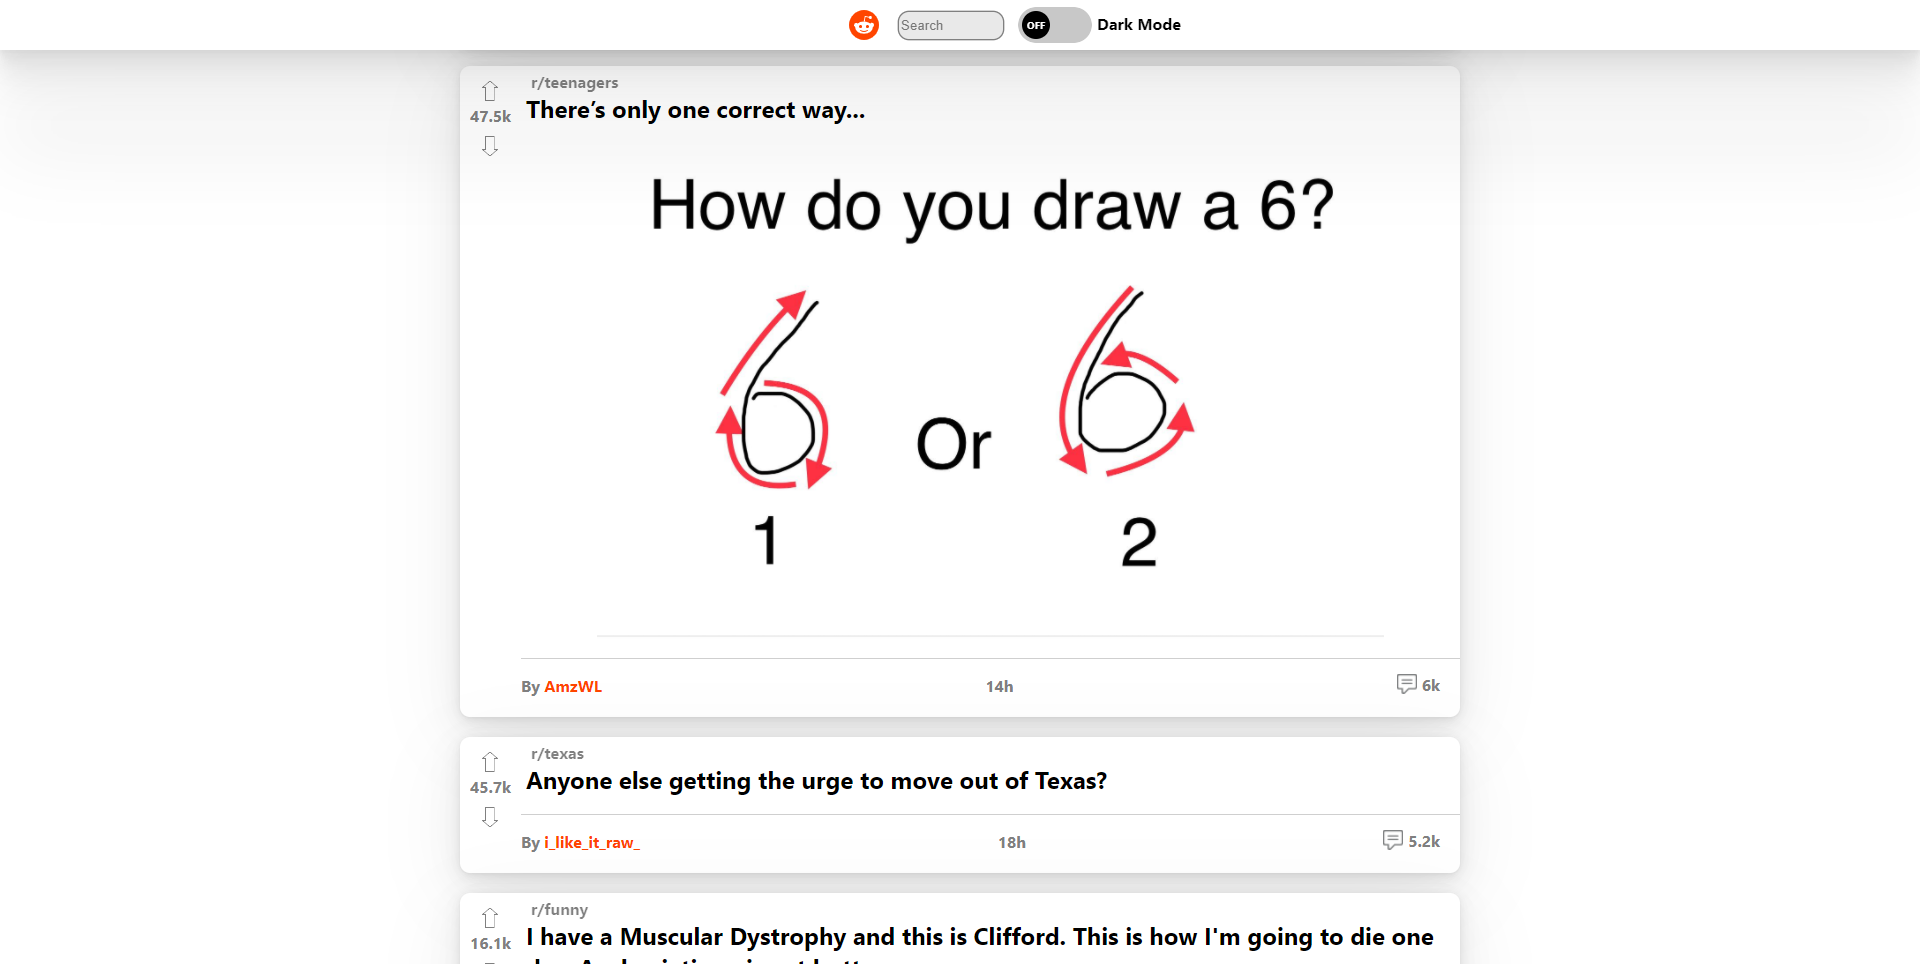 Search
OFF
Dark Mode
r/teenagers
47.5k
There’s only one correct way...
How do you draw a 6?
6 Or 6
1 2
By AmzWL 14h 6k
r/texas
45.7k
Anyone else getting the urge to move out of Texas?
By i_like_it_raw_ 18h 5.2k
r/funny
16.1k
I have a Muscular Dystrophy and this is Clifford. This is how I'm going to die one